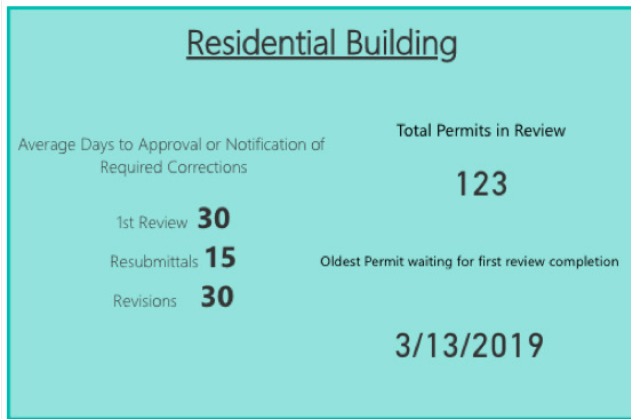 Residential Building
Average Days to Approval or Notification of
Required Corrections
1st Review 30
Resubmittals 15
Revisions 30
Total Permits in Review
123
Oldest Permit waiting for first review completion
3/13/2019